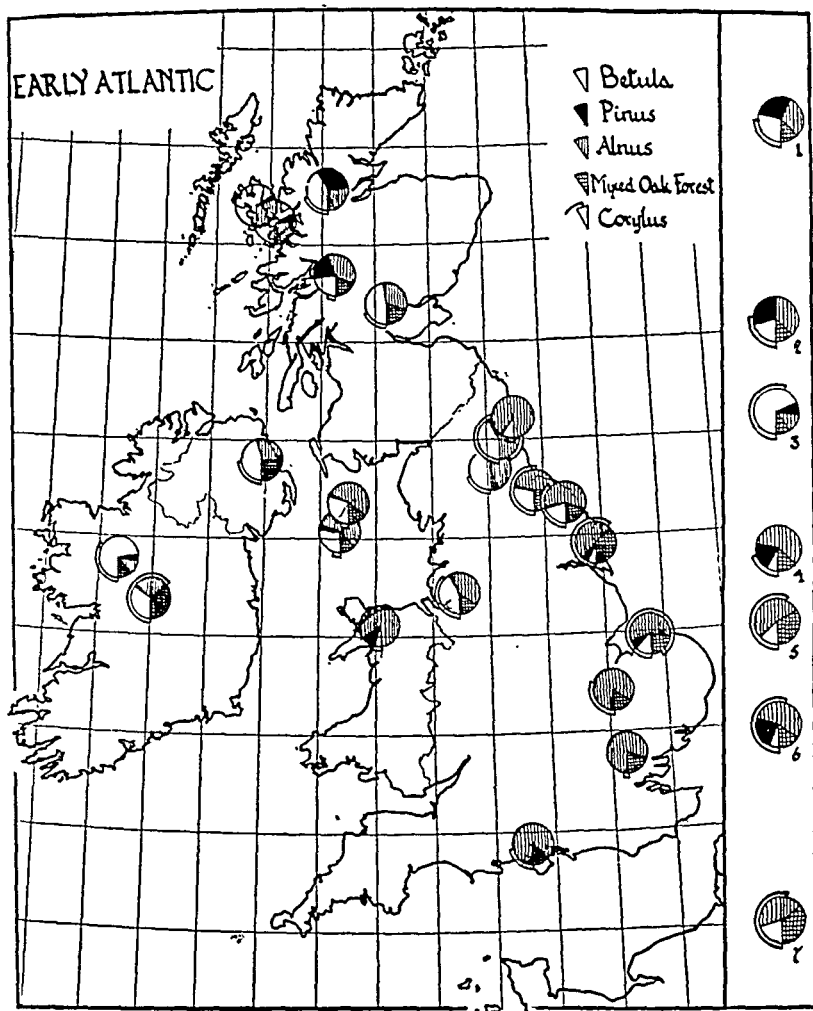 EARLY ATLANTIC
Betula
Pinus
Alnus
Mixed Oak Forest
Corylus
1
2
3
4
5
6
7